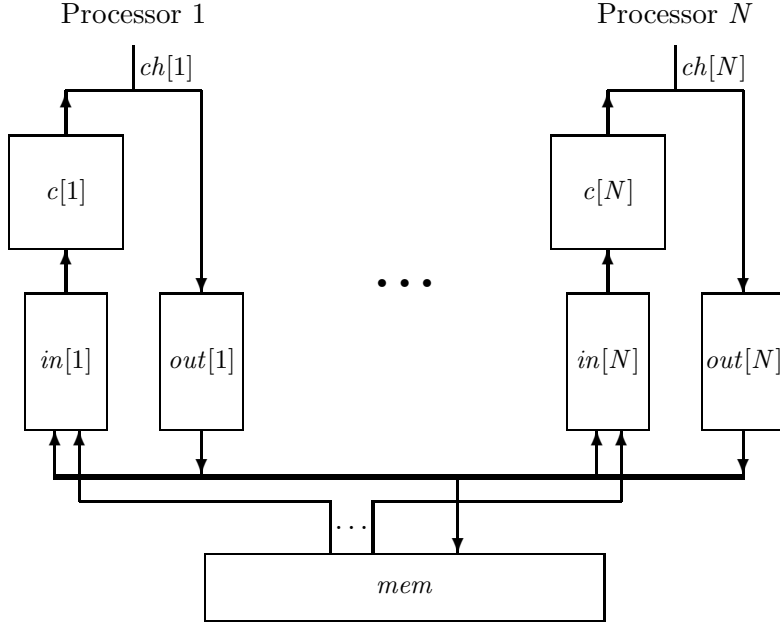 Processor 1
Processor N
ch[1]
ch[N]
c[1]
c[N]
...
in[1]
out[1]
in[N]
out[N]
...
mem